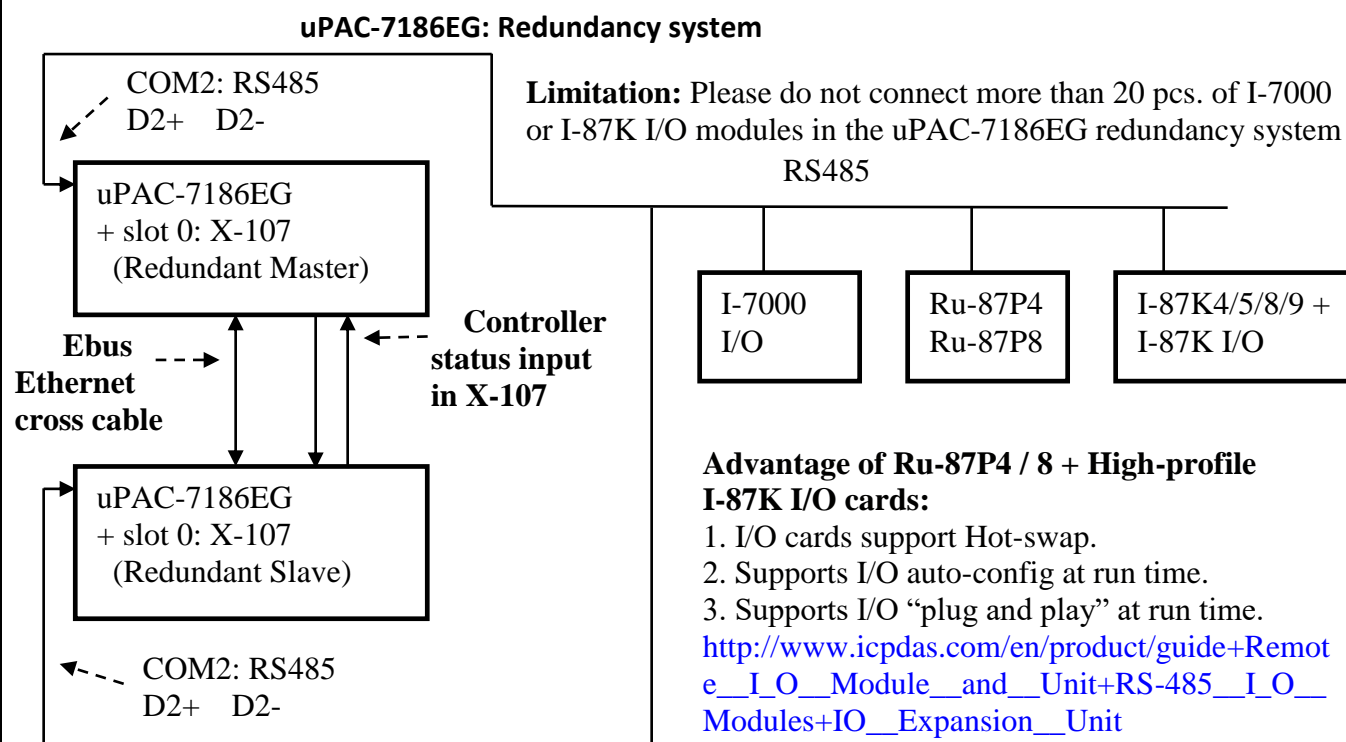 uPAC-7186EG: Redundancy system
COM2: RS485
D2+ D2-
Limitation: Please do not connect more than 20 pcs. of I-7000
or I-87K I/O modules in the uPAC-7186EG redundancy system
RS485
uPAC-7186EG
+ slot 0: X-107
(Redundant Master)
I-7000
I/O
Ru-87P4
Ru-87P8
I-87K4/5/8/9 +
I-87K I/O
Ebus
Ethernet
cross cable
Controller
status input
in X-107
uPAC-7186EG
+ slot 0: X-107
(Redundant Slave)
COM2: RS485
D2+ D2-
Advantage of Ru-87P4 / 8 + High-profile
I-87K I/O cards:
1. I/O cards support Hot-swap.
2. Supports I/O auto-config at run time.
3. Supports I/O “plug and play” at run time.
http://www.icpdas.com/en/product/guide+Remot
e__I_O__Module__and__Unit+RS-485__I_O__
Modules+IO__Expansion__Unit